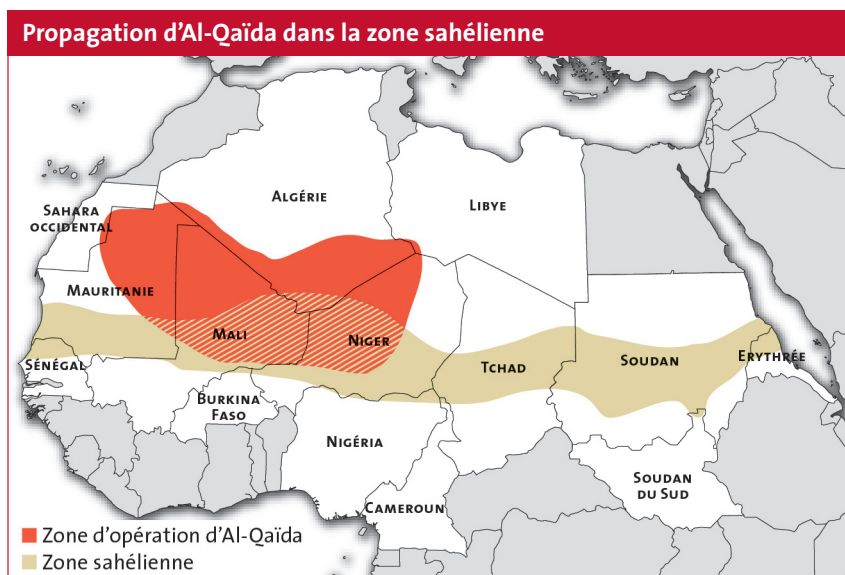 Propagation d'Al-Qaïda dans la zone sahélienne
Algérie
Libye
Sahara
occidental
Mauritanie
Mali
Niger
Tchad
Soudan
Erythrée
Sénégal
Burkina
Faso
Nigéria
Soudan
du Sud
Cameroun
Zone d'opération d'Al-Qaïda
Zone sahélienne